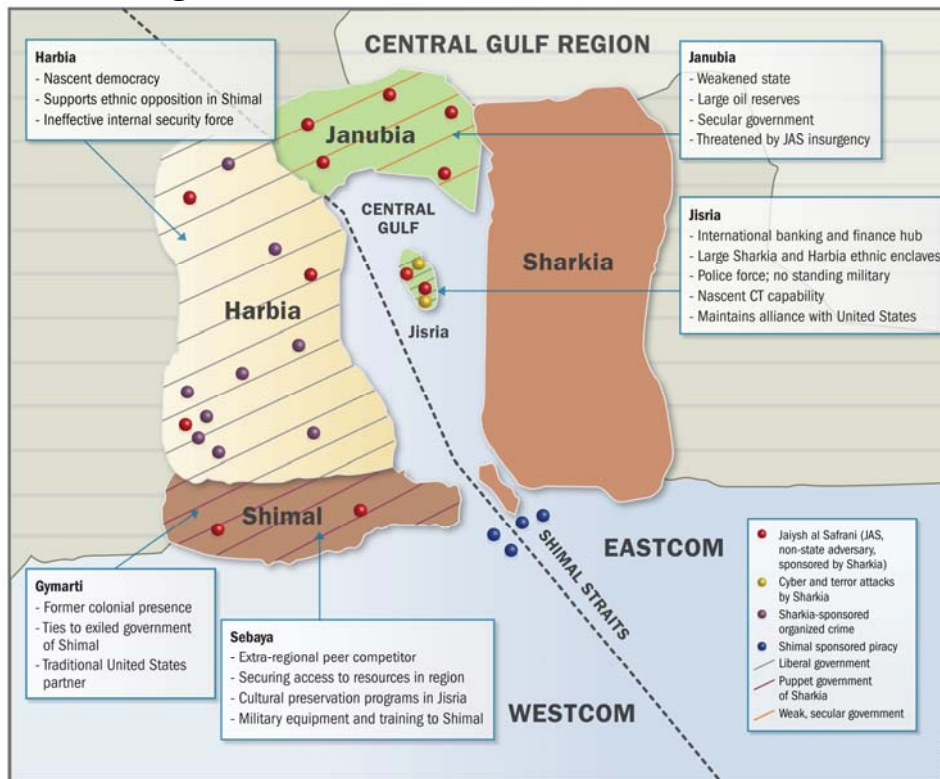 CENTRAL GULF REGION
Harbia
- Nascent democracy
- Supports ethnic opposition in Shimal
- Ineffective internal security force
Janubia
- Weakened state
- Large oil reserves
- Secular government
- Threatened by JAS insurgency
Janubia
CENTRAL
GULF
Jisria
- International banking and finance hub
- Large Sharkia and Harbia ethnic enclaves
- Police force; no standing military
- Nascent CT capability
- Maintains alliance with United States
Sharkia
Harbia
Jisria
Shimal
SHIMAL STRAITS
EASTCOM
WESTCOM
Gymarti
- Former colonial presence
- Ties to exiled government
of Shimal
- Traditional United States
partner
Sebaya
- Extra-regional peer competitor
- Securing access to resources in region
- Cultural preservation programs in Jisria
- Military equipment and training to Shimal
Jaiysh al Safrani (JAS,
non-state adversary,
sponsored by Sharkia)
Cyber and terror attacks
by Sharkia
Sharkia-sponsored
organized crime
Shimal sponsored piracy
Liberal government
Puppet government
of Sharkia
Weak, secular government